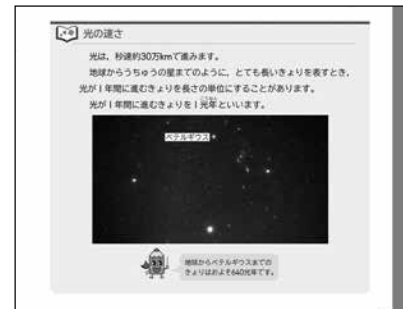 光の速さ
光は、秒速約30万kmで進みます。
地球からうちゅうの星までのように、とても長いきょりを表すとき、
光が1年間に進むきょりを長さの単位にすることがあります。
光が1年間に進むきょりを1光年といいます。
ベテルギウス
地球からベテルギウスまでの
きょりはおよそ640光年です。